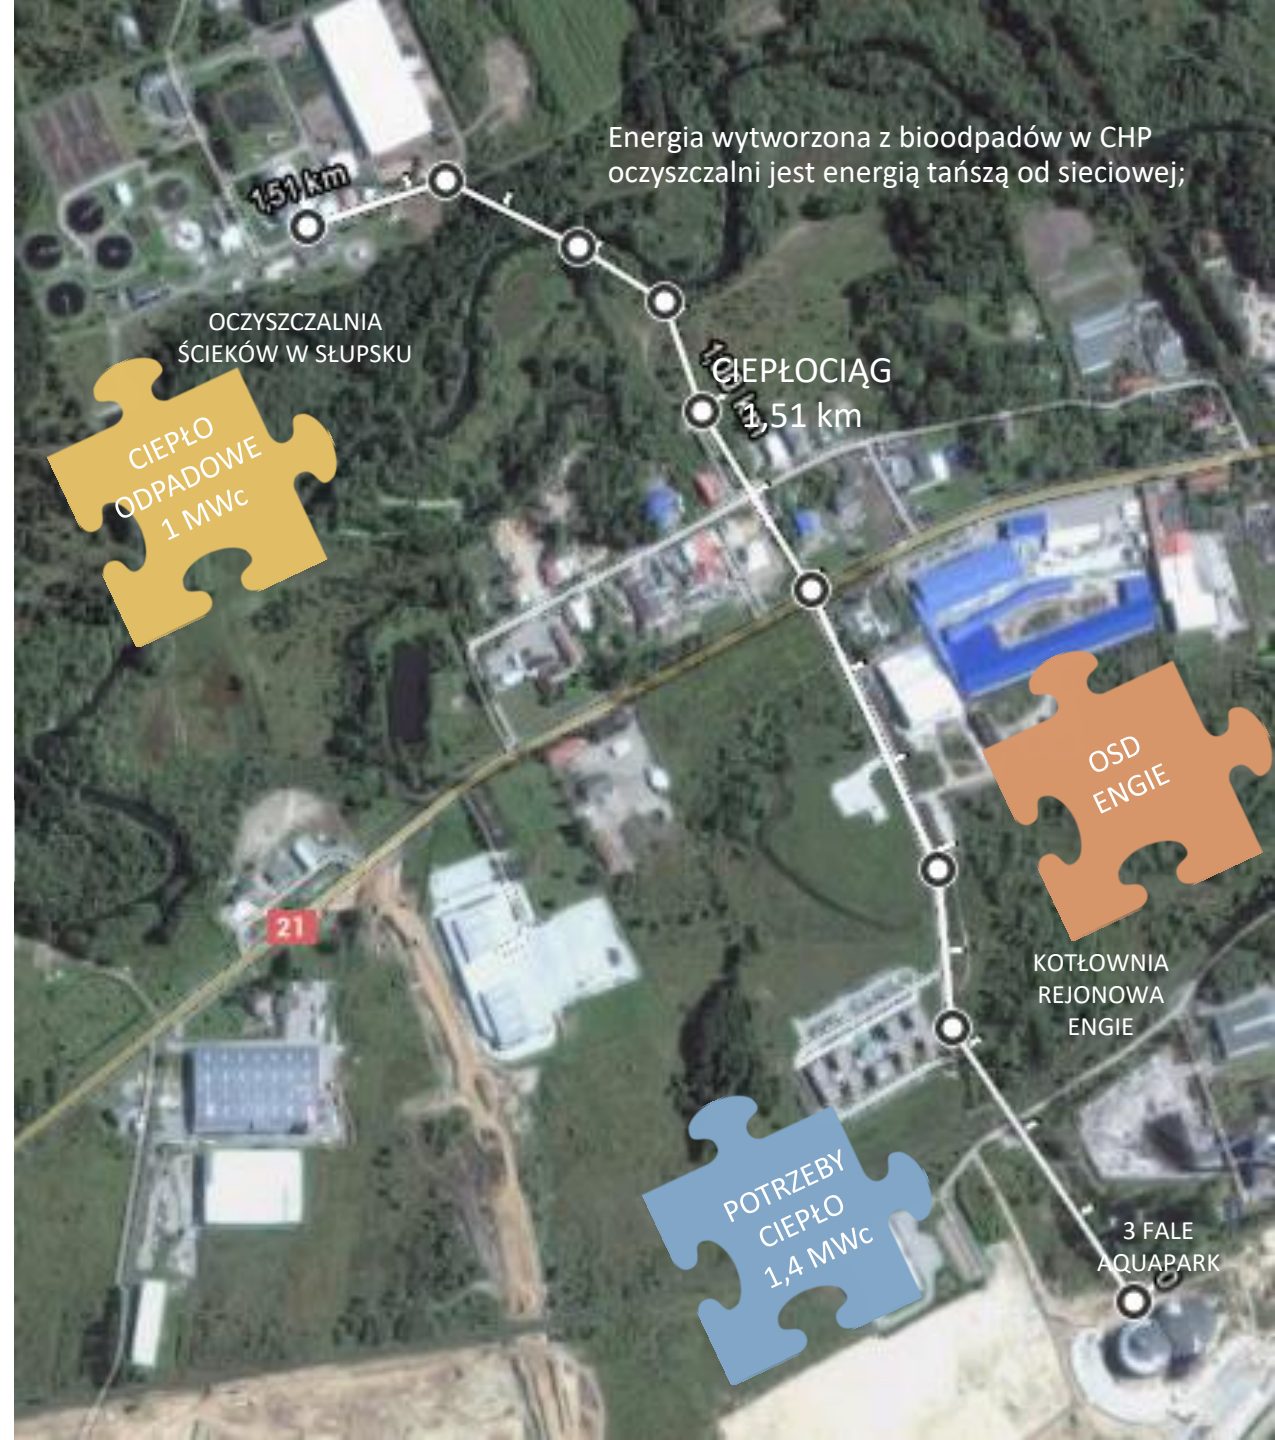 Energia wytworzona z bioodpadów w CHP
oczyszczalni jest energią tańszą od sieciowej;
1,51 km
OCZYSZCZALNIA
ŚCIEKÓW W SŁUPSKU
CIEPŁOCIĄG
1,51 km
CIEPŁO
ODPADOWE
1 MWc
OSD
ENGIE
21
KOTŁOWNIA
REJONOWA
ENGIE
POTRZEBY
CIEPŁO
1,4 MWc
3 FALE
AQUAPARK
0